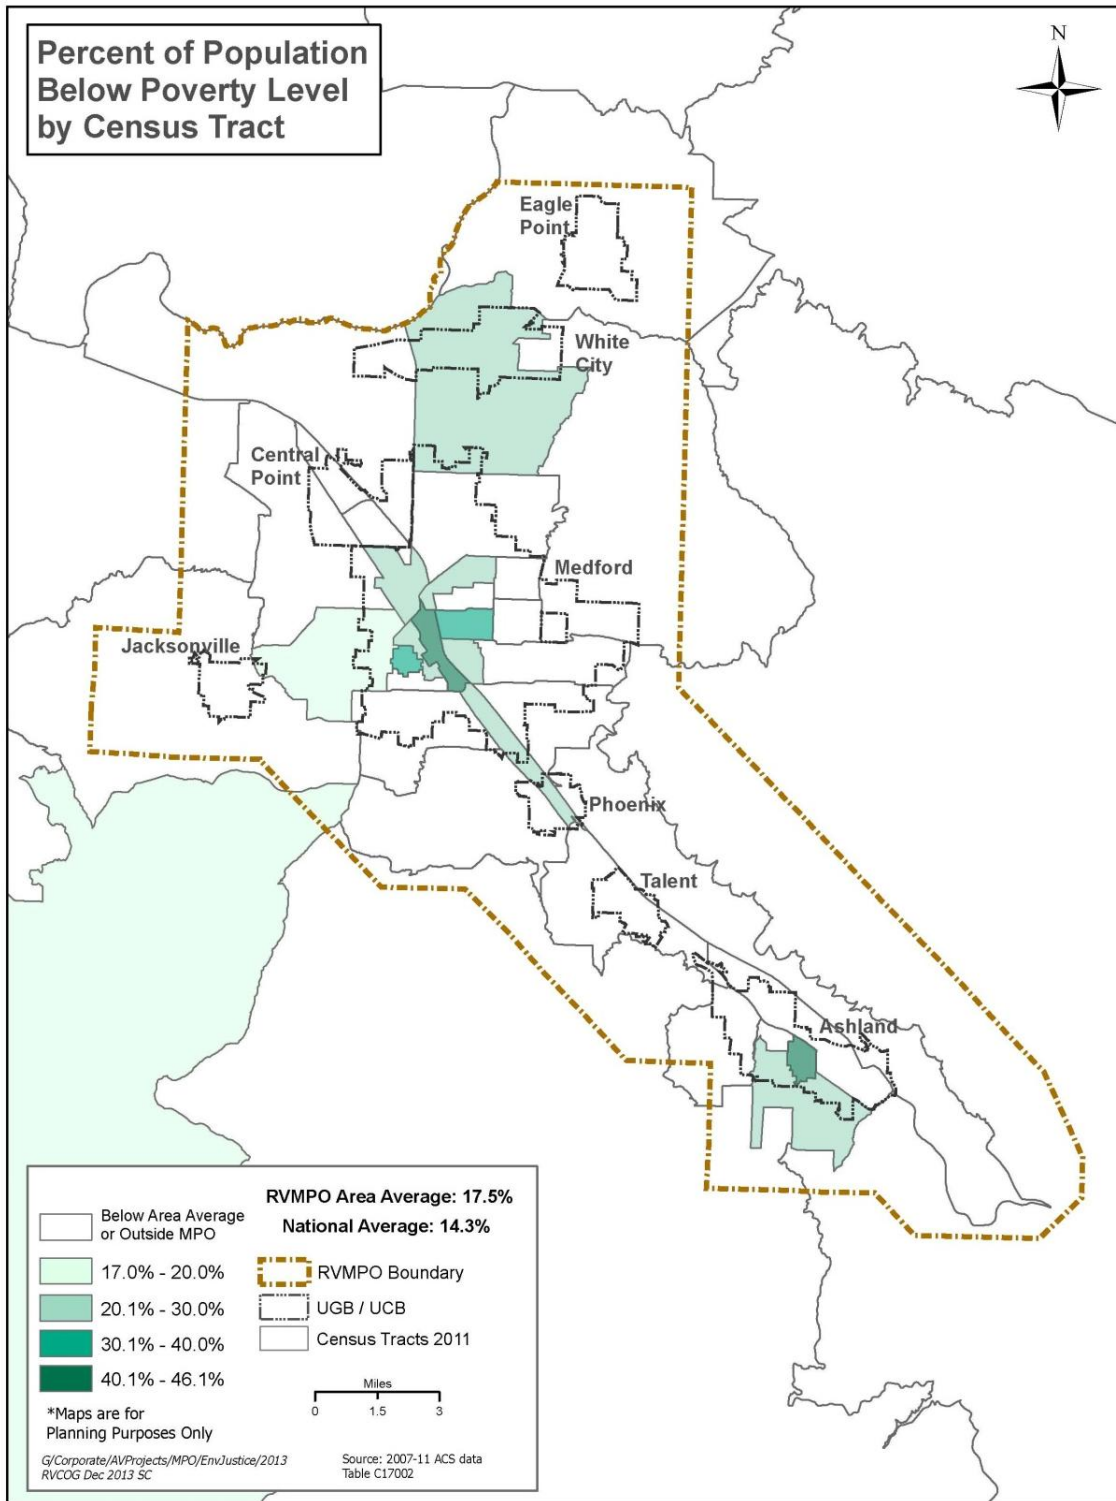 Percent of Population
Below Poverty Level
by Census Tract
N
Eagle
Point
White
City
Central
Point
Medford
Jacksonville
Phoenix
Talent
Ashland
RVMPO Area Average: 17.5%
National Average: 14.3%
Below Area Average
or Outside MPO
17.0% - 20.0%
20.1% - 30.0%
30.1% - 40.0%
40.1% - 46.1%
RVMPO Boundary
UGB / UCB
Census Tracts 2011
Miles
0 1.5 3
*Maps are for
Planning Purposes Only
G/Corporate/AVProjects/MPO/EnvJustice/2013
RVCOG Dec 2013 SC
Source: 2007-11 ACS data
Table C17002